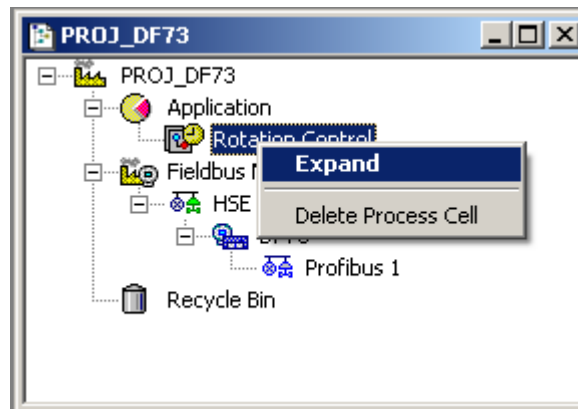 PROJ_DF73
PROJ_DF73
Application
Rotation Control
Expand
Fieldbus
HSE
Delete Process Cell
Profibus 1
Recycle Bin